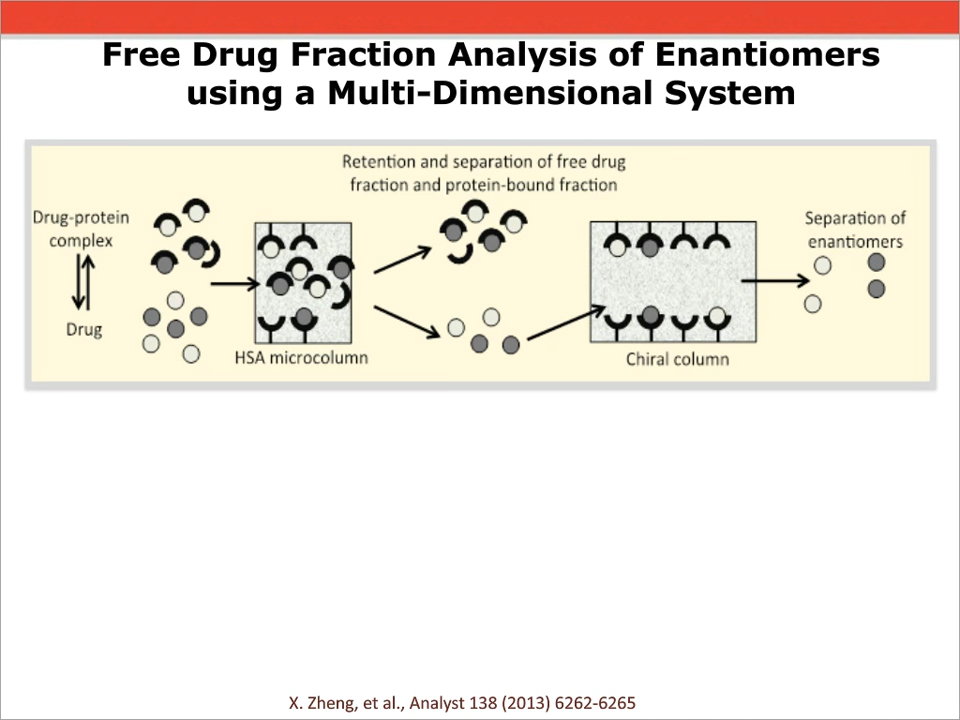 Free Drug Fraction Analysis of Enantiomers
using a Multi-Dimensional System
Retention and separation of free drug
fraction and protein-bound fraction
Drug-protein
complex
Drug
HSA microcolumn
Chiral column
Separation of
enantiomers
X. Zheng, et al., Analyst 138 (2013) 6262-6265